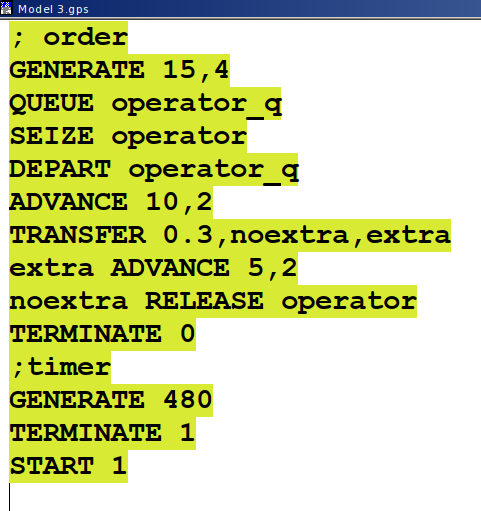 Model 3.gps
; order
GENERATE 15,4
QUEUE operator_q
SEIZE operator
DEPART operator_q
ADVANCE 10,2
TRANSFER 0.3,noextra,extra
extra ADVANCE 5,2
noextra RELEASE operator
TERMINATE 0
;timer
GENERATE 480
TERMINATE 1
START 1